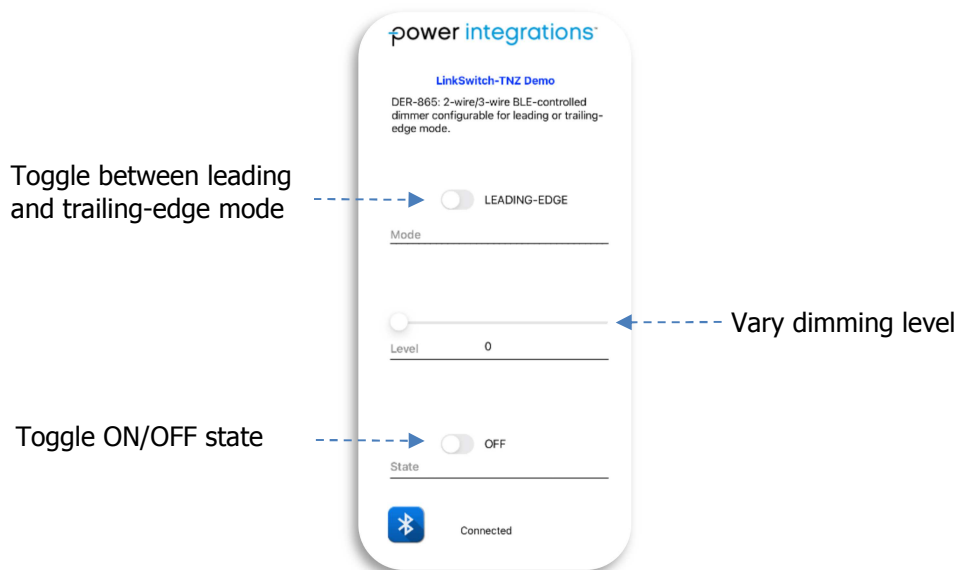 power integrations™
LinkSwitch-TNZ Demo
DER-865: 2-wire/3-wire BLE-controlled
dimmer configurable for leading or trailing-
edge mode.
Toggle between leading
and trailing-edge mode
LEADING-EDGE
Mode
Vary dimming level
Level 0
Toggle ON/OFF state
OFF
State
Connected